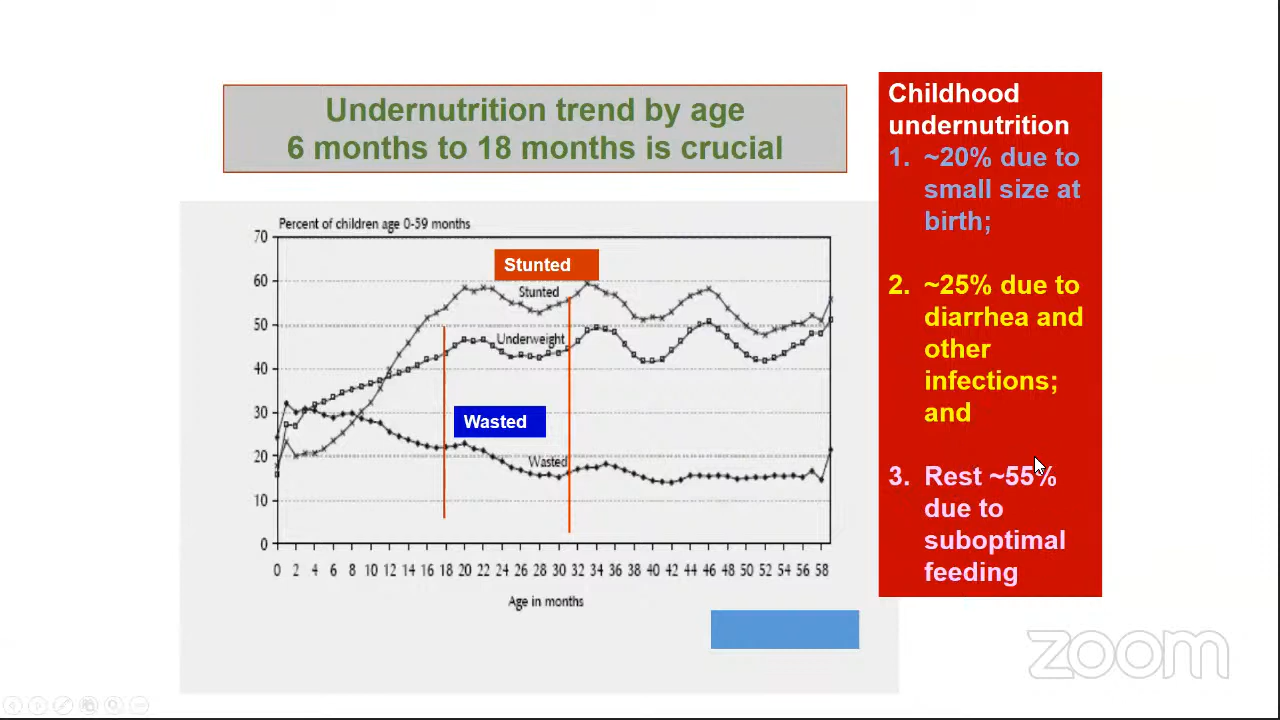 Undernutrition trend by age
6 months to 18 months is crucial
Childhood
undernutrition
1. ~20% due to
small size at
birth;
2. ~25% due to
diarrhea and
other
infections;
and
3. Rest ~55%
due to
suboptimal
feeding
Percent of children age 0-59 months
70
60
50
40
30
20
10
0
Stunted
Stunted
Underweight
Wasted
Wasted
0 2 4 6 8 10 12 14 16 18 20 22 24 26 28 30 32 34 36 38 40 42 44 46 48 50 52 54 56 58
Age in months
zoom